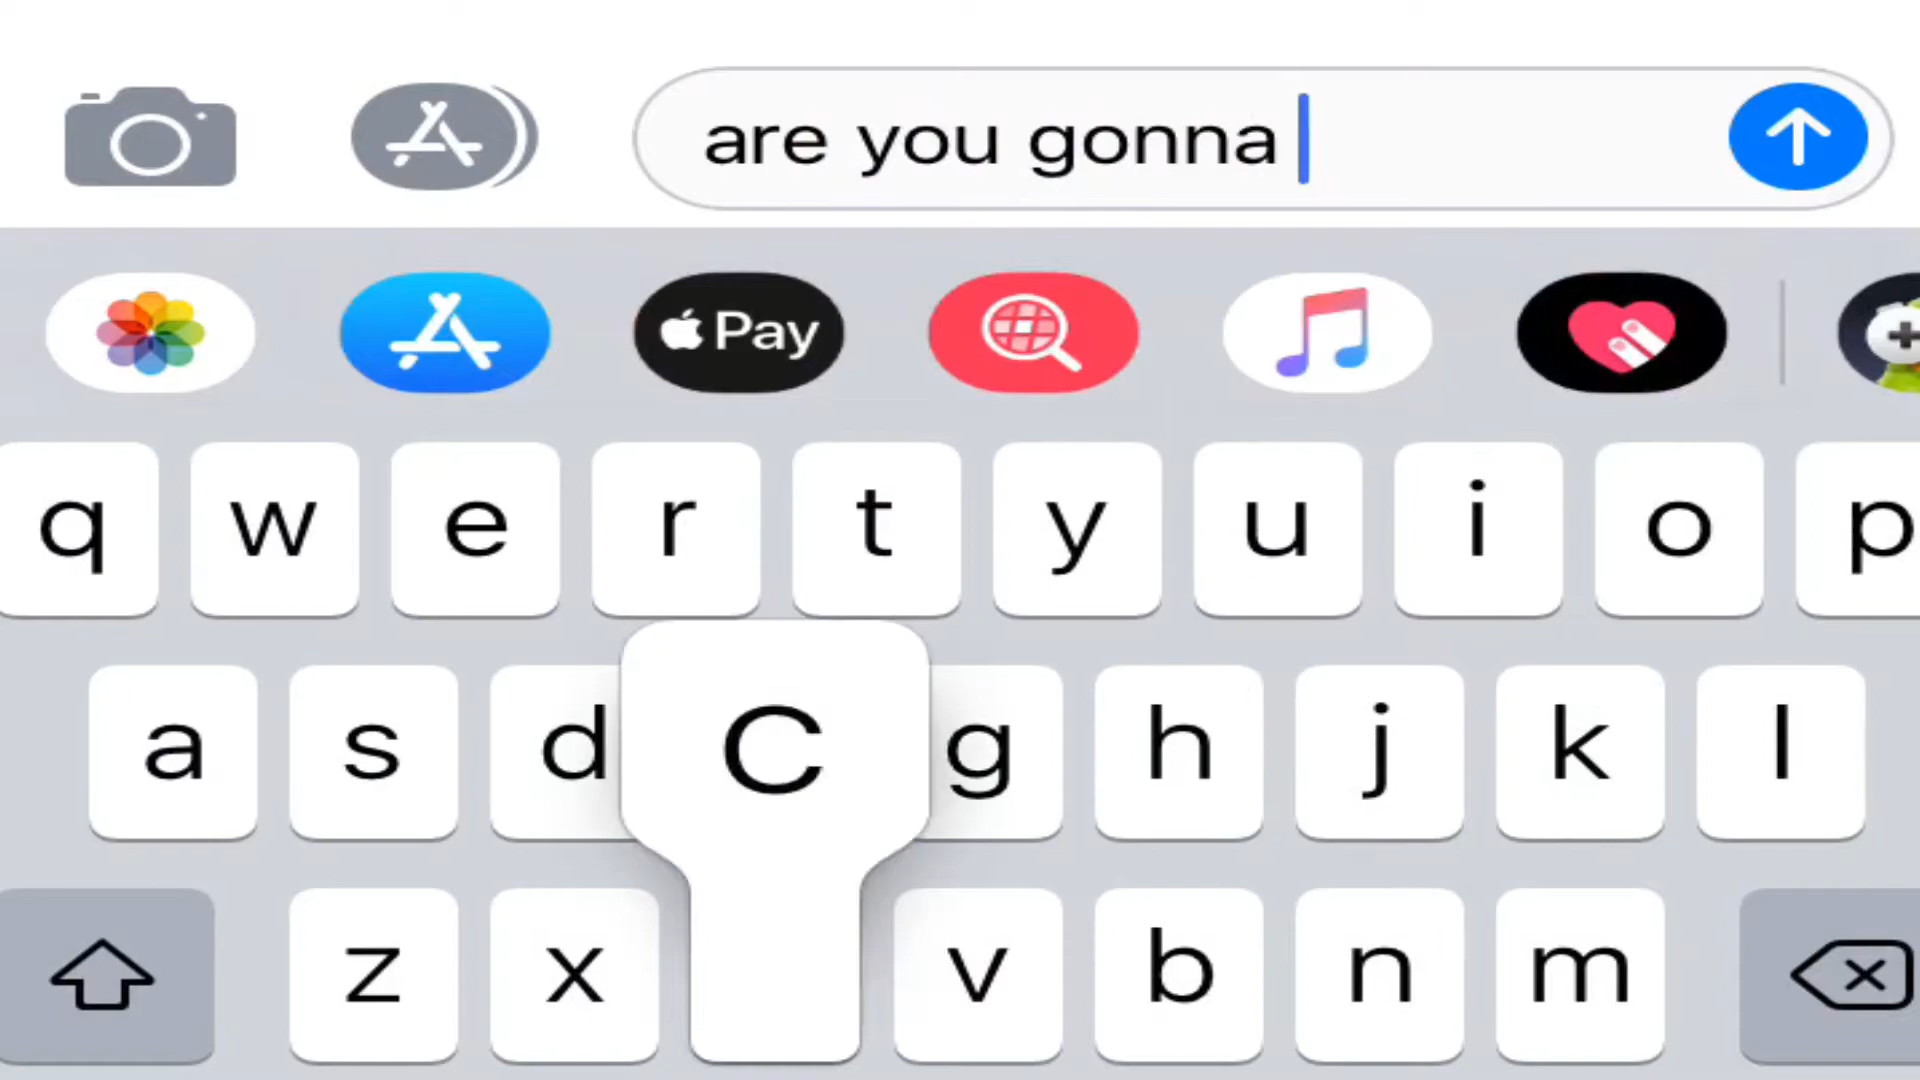 are you gonna
Pay
q w e r t y u i o p
a s d c g h j k l
z x v b n m